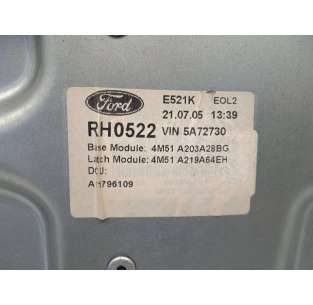 Ford E521K EOL2
21.07.05 13:39
RH0522 VIN 5A72730
Base Module: 4M51 A203A28BG
Latch Module: 4M51 A219A64EH
DCU: